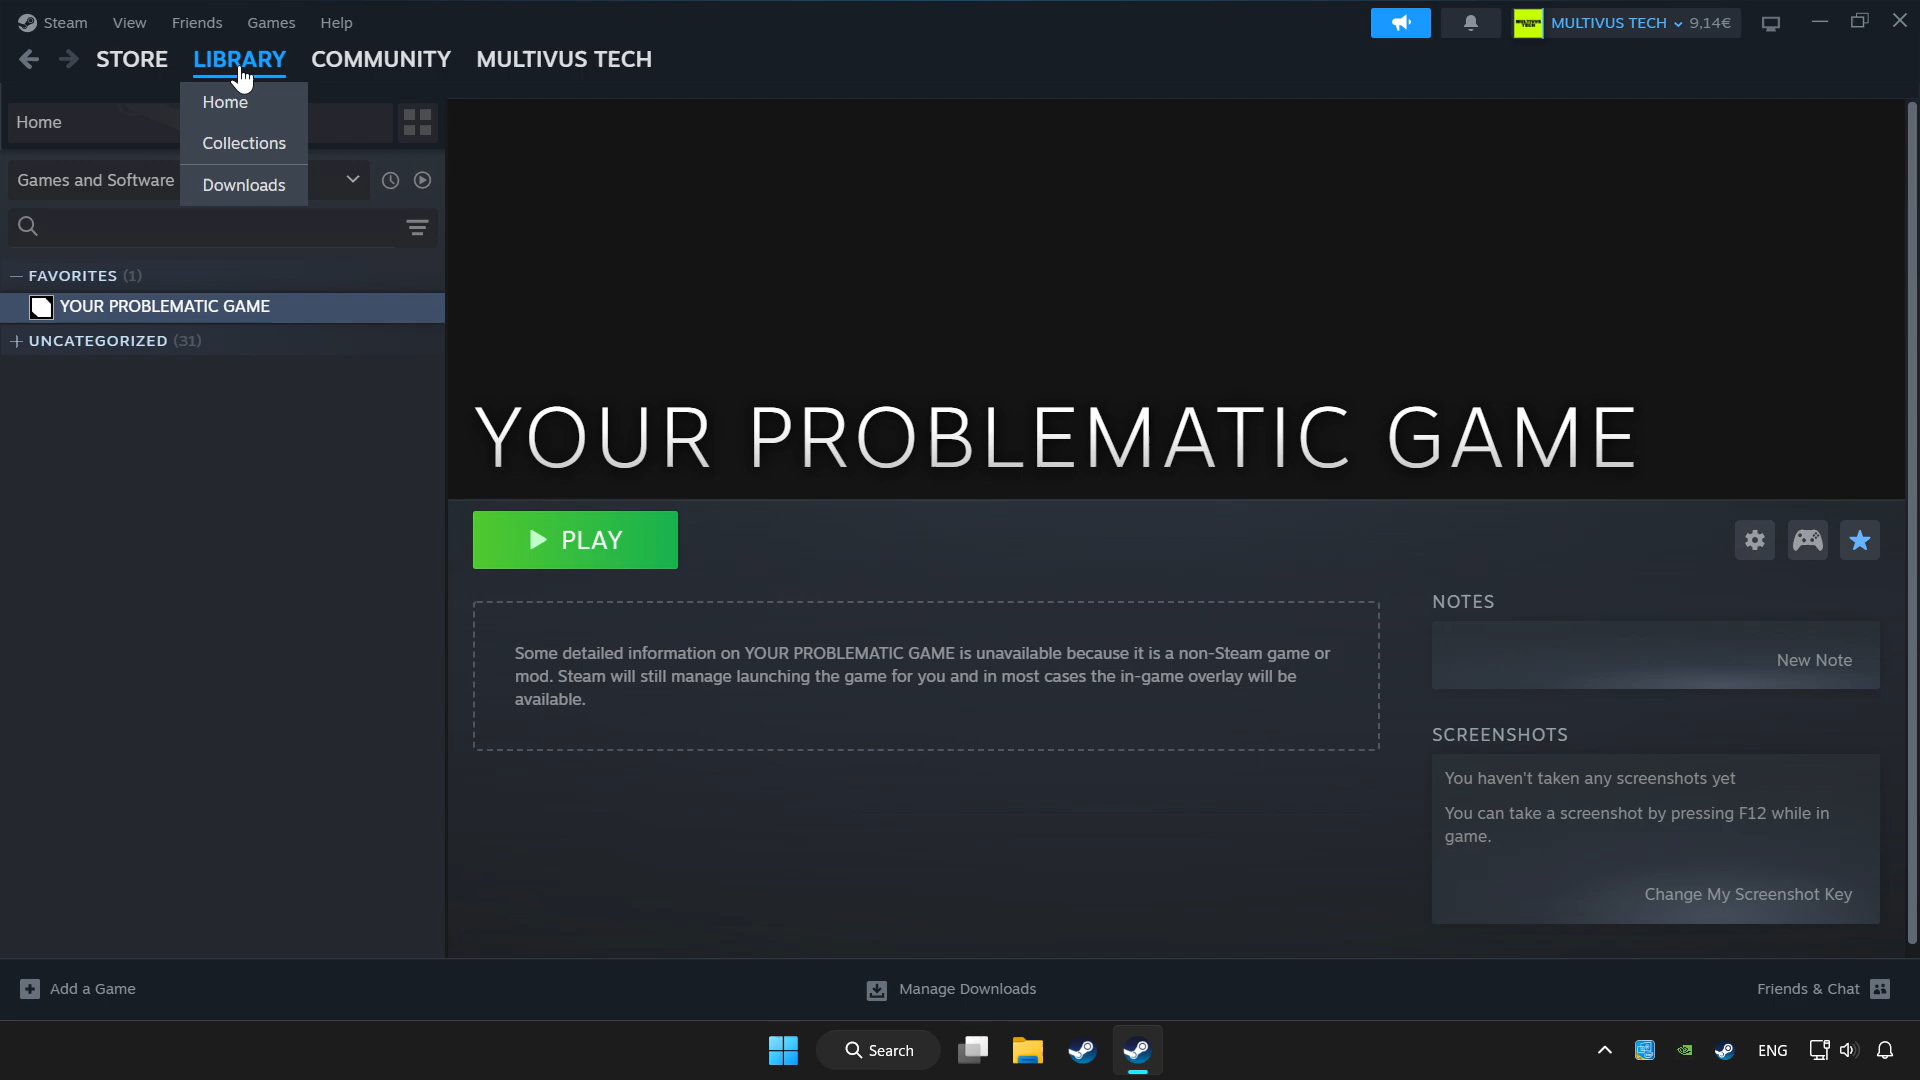 Steam View Friends Games Help
MULTIVUS TECH 9,14€
STORE LIBRARY COMMUNITY MULTIVUS TECH
Home
Collections
Downloads
Home
Games and Software
FAVORITES (1)
YOUR PROBLEMATIC GAME
UNCATEGORIZED (31)
YOUR PROBLEMATIC GAME
PLAY
Some detailed information on YOUR PROBLEMATIC GAME is unavailable because it is a non-Steam game or
mod. Steam will still manage launching the game for you and in most cases the in-game overlay will be
available.
NOTES
New Note
SCREENSHOTS
You haven't taken any screenshots yet
You can take a screenshot by pressing F12 while in
game.
Change My Screenshot Key
Add a Game
Manage Downloads
Friends & Chat
Search
ENG